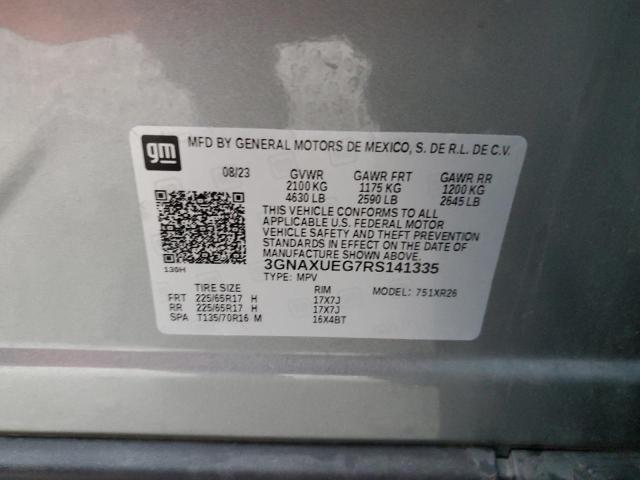 gm
MFD BY GENERAL MOTORS DE MEXICO, S. DE R.L. DE C.V.
08/23 GVWR GAWR FRT GAWR RR
2100 KG 1175 KG 1200 KG
4630 LB 2590 LB 2645 LB
THIS VEHICLE CONFORMS TO ALL
APPLICABLE U.S. FEDERAL MOTOR
VEHICLE SAFETY AND THEFT PREVENTION
STANDARDS IN EFFECT ON THE DATE OF
MANUFACTURE SHOWN ABOVE.
130H
3GNAXUEG7RS141335
TYPE: MPV MODEL: 751XR26
TIRE SIZE RIM
FRT 225/65R17 H 17X7J
RR 225/65R17 H 17X7J
SPA T135/70R16 M 16X4BT